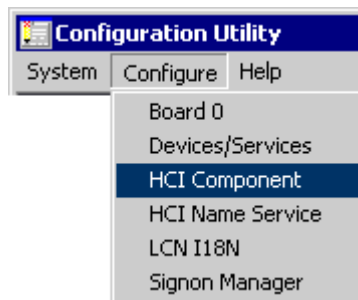 Configuration Utility
System Configure Help
Board 0
Devices/Services
HCI Component
HCI Name Service
LCN I18N
Signon Manager